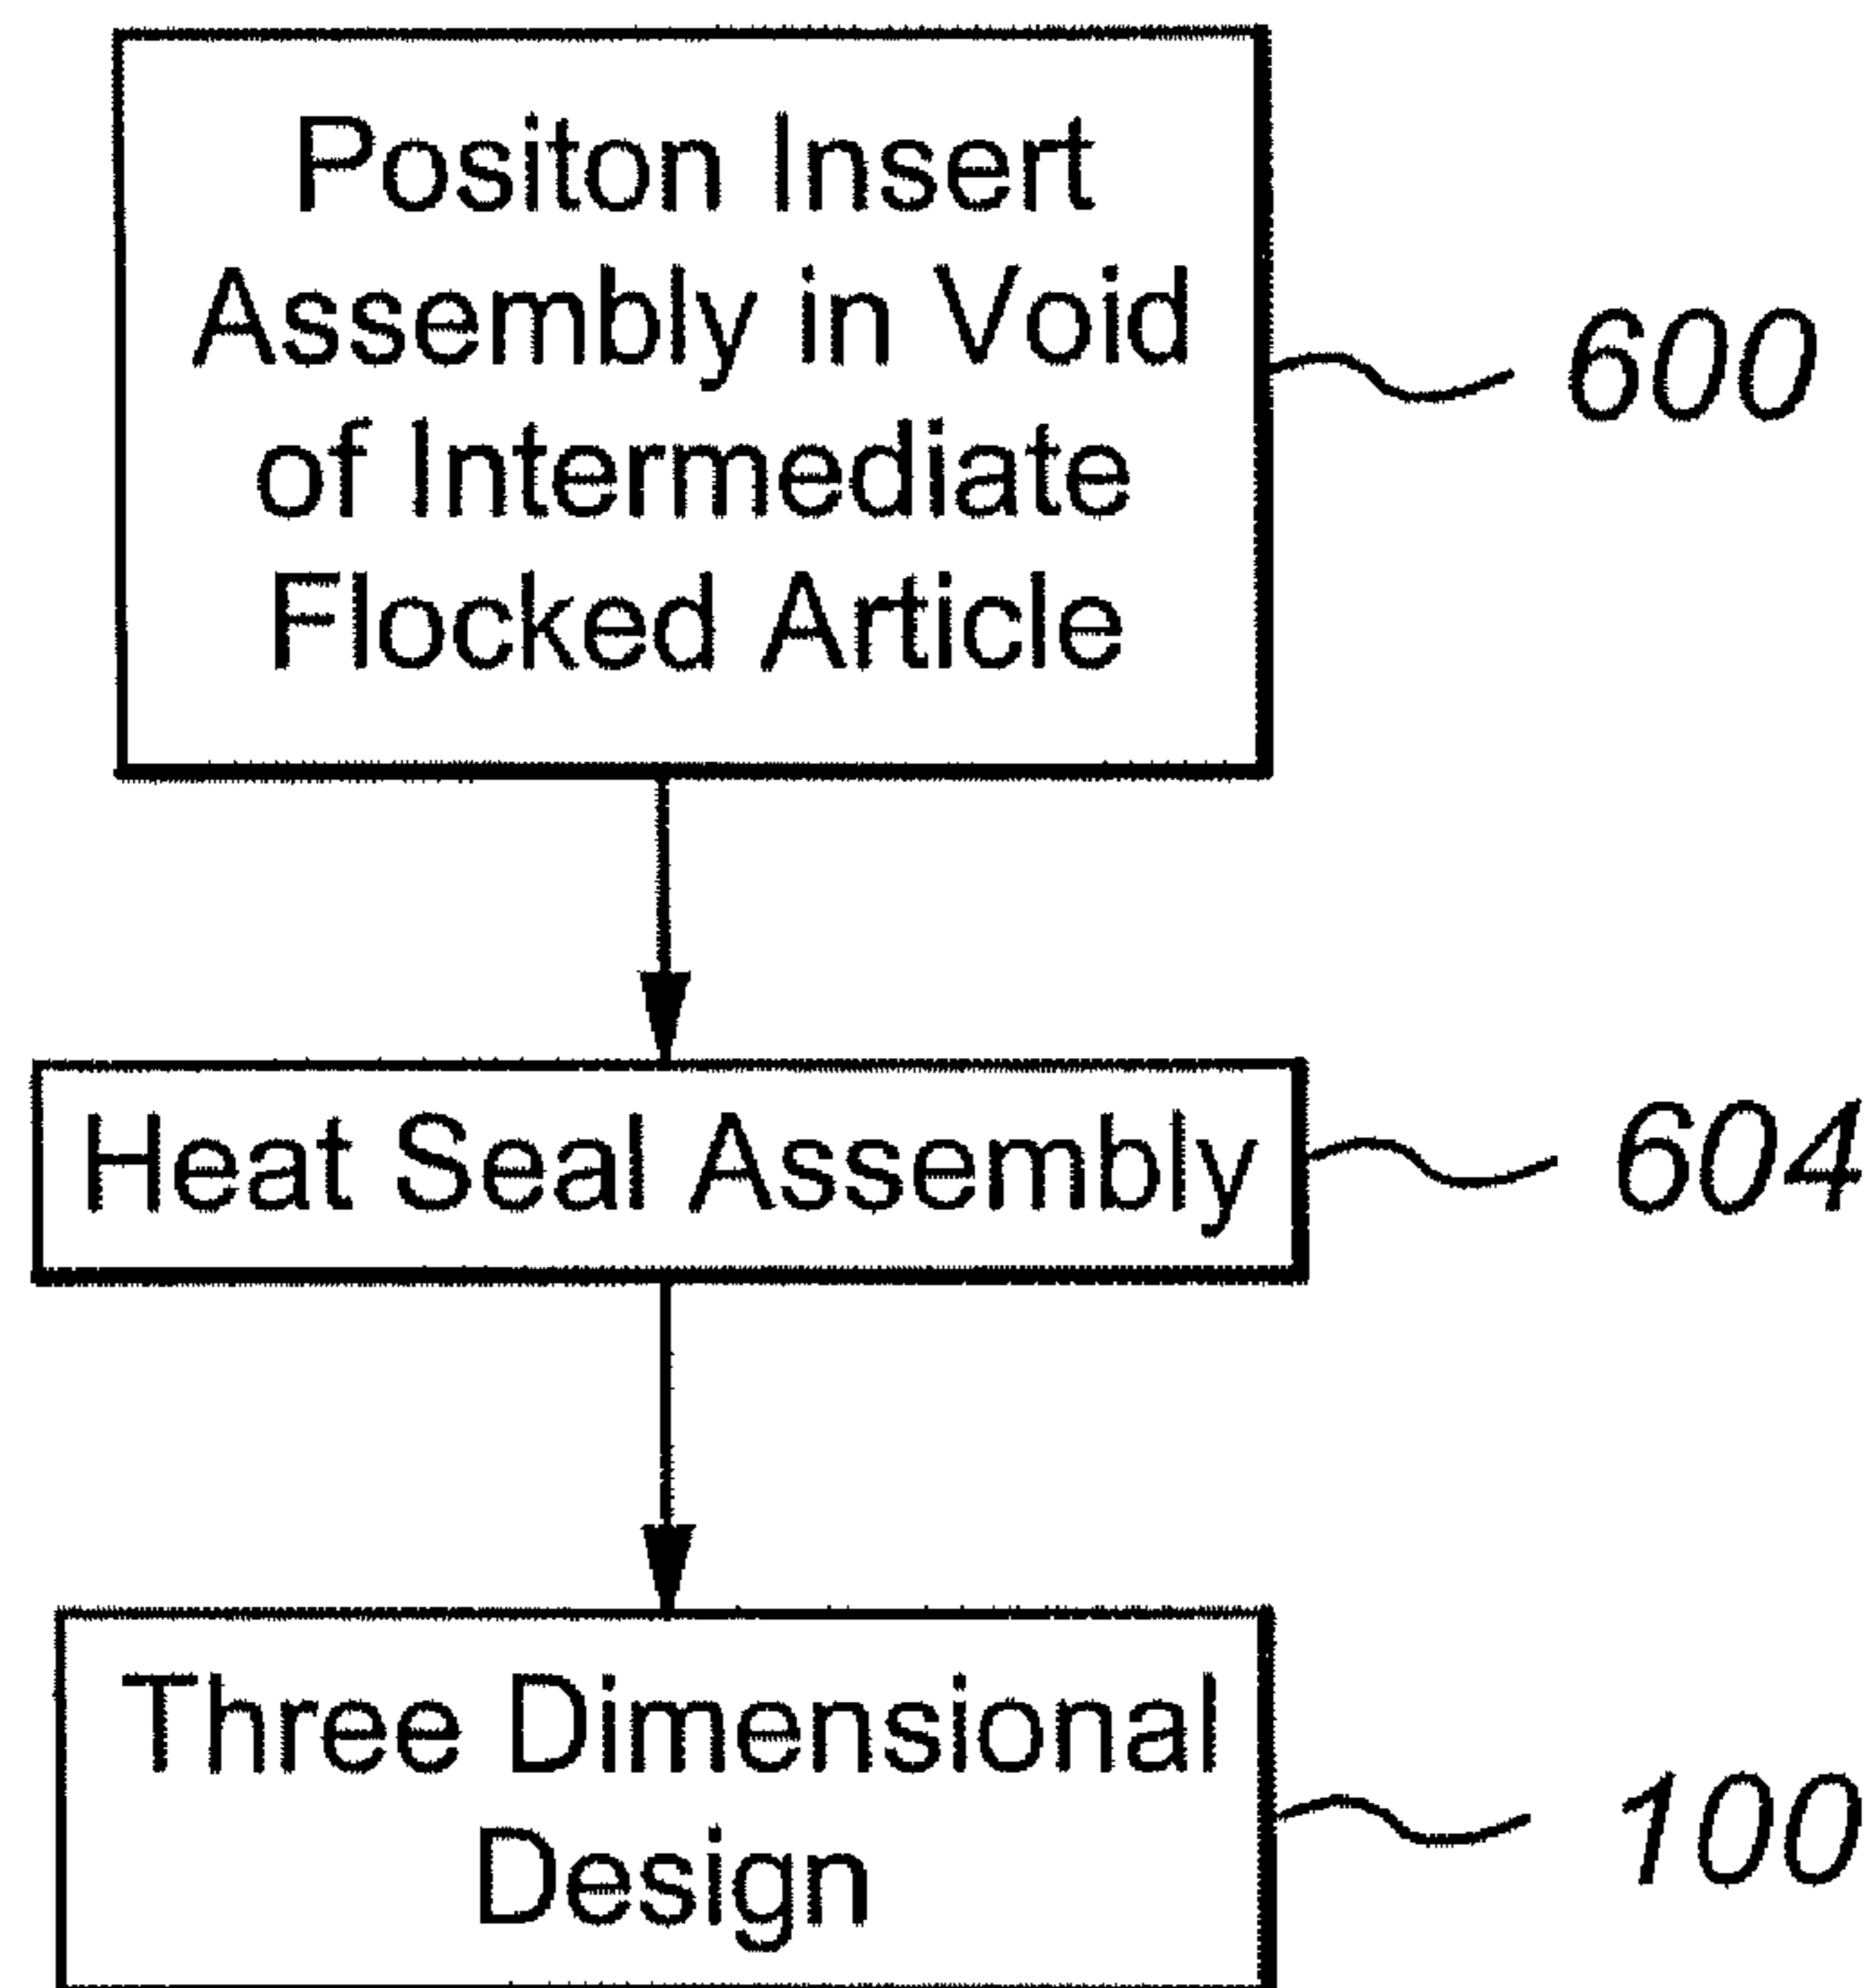 Positon Insert
Assembly in Void
of Intermediate
Flocked Article
600
Heat Seal Assembly
604
Three Dimensional
Design
100